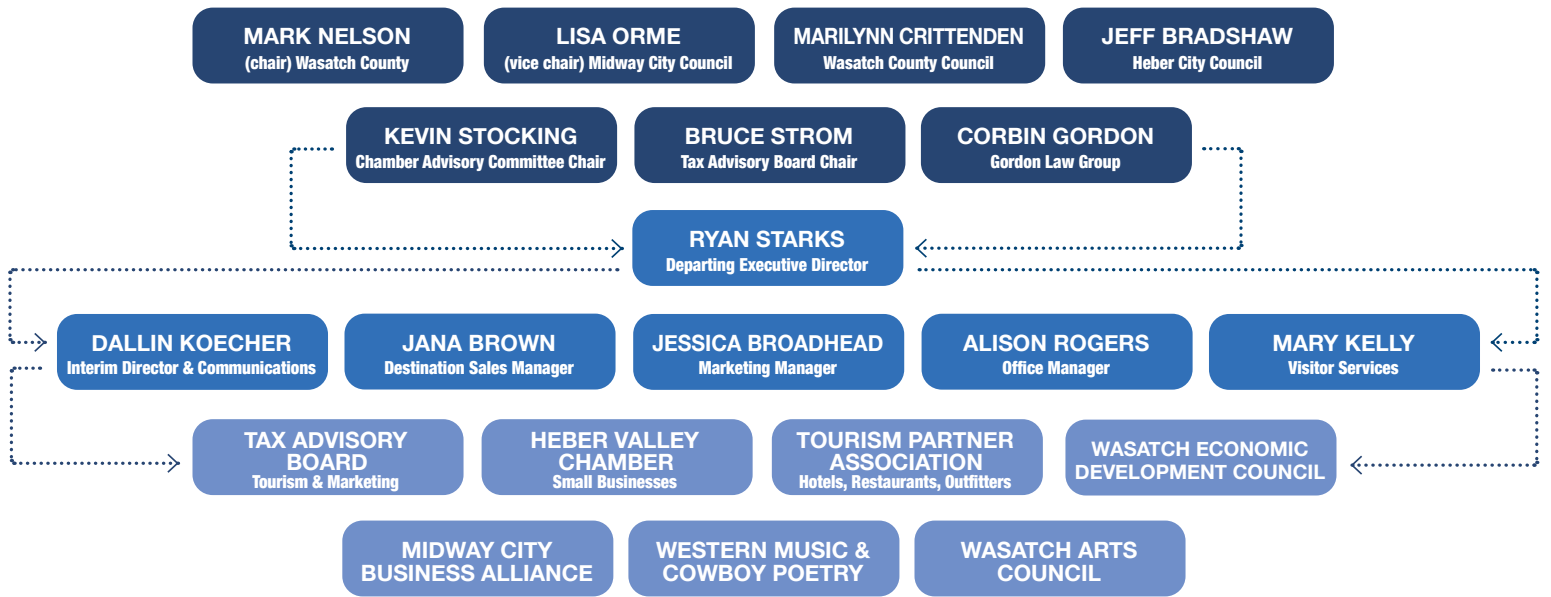 MARK NELSON
(chair) Wasatch County
LISA ORME
(vice chair) Midway City Council
MARILYNN CRITTENDEN
Wasatch County Council
JEFF BRADSHAW
Heber City Council
KEVIN STOCKING
Chamber Advisory Committee Chair
BRUCE STROM
Tax Advisory Board Chair
CORBIN GORDON
Gordon Law Group
RYAN STARKS
Departing Executive Director
DALLIN KOECHER
Interim Director & Communications
JANA BROWN
Destination Sales Manager
JESSICA BROADHEAD
Marketing Manager
ALISON ROGERS
Office Manager
MARY KELLY
Visitor Services
TAX ADVISORY
BOARD
Tourism & Marketing
HEBER VALLEY
CHAMBER
Small Businesses
TOURISM PARTNER
ASSOCIATION
Hotels, Restaurants, Outfitters
WASATCH ECONOMIC
DEVELOPMENT COUNCIL
MIDWAY CITY
BUSINESS ALLIANCE
WESTERN MUSIC &
COWBOY POETRY
WASATCH ARTS
COUNCIL